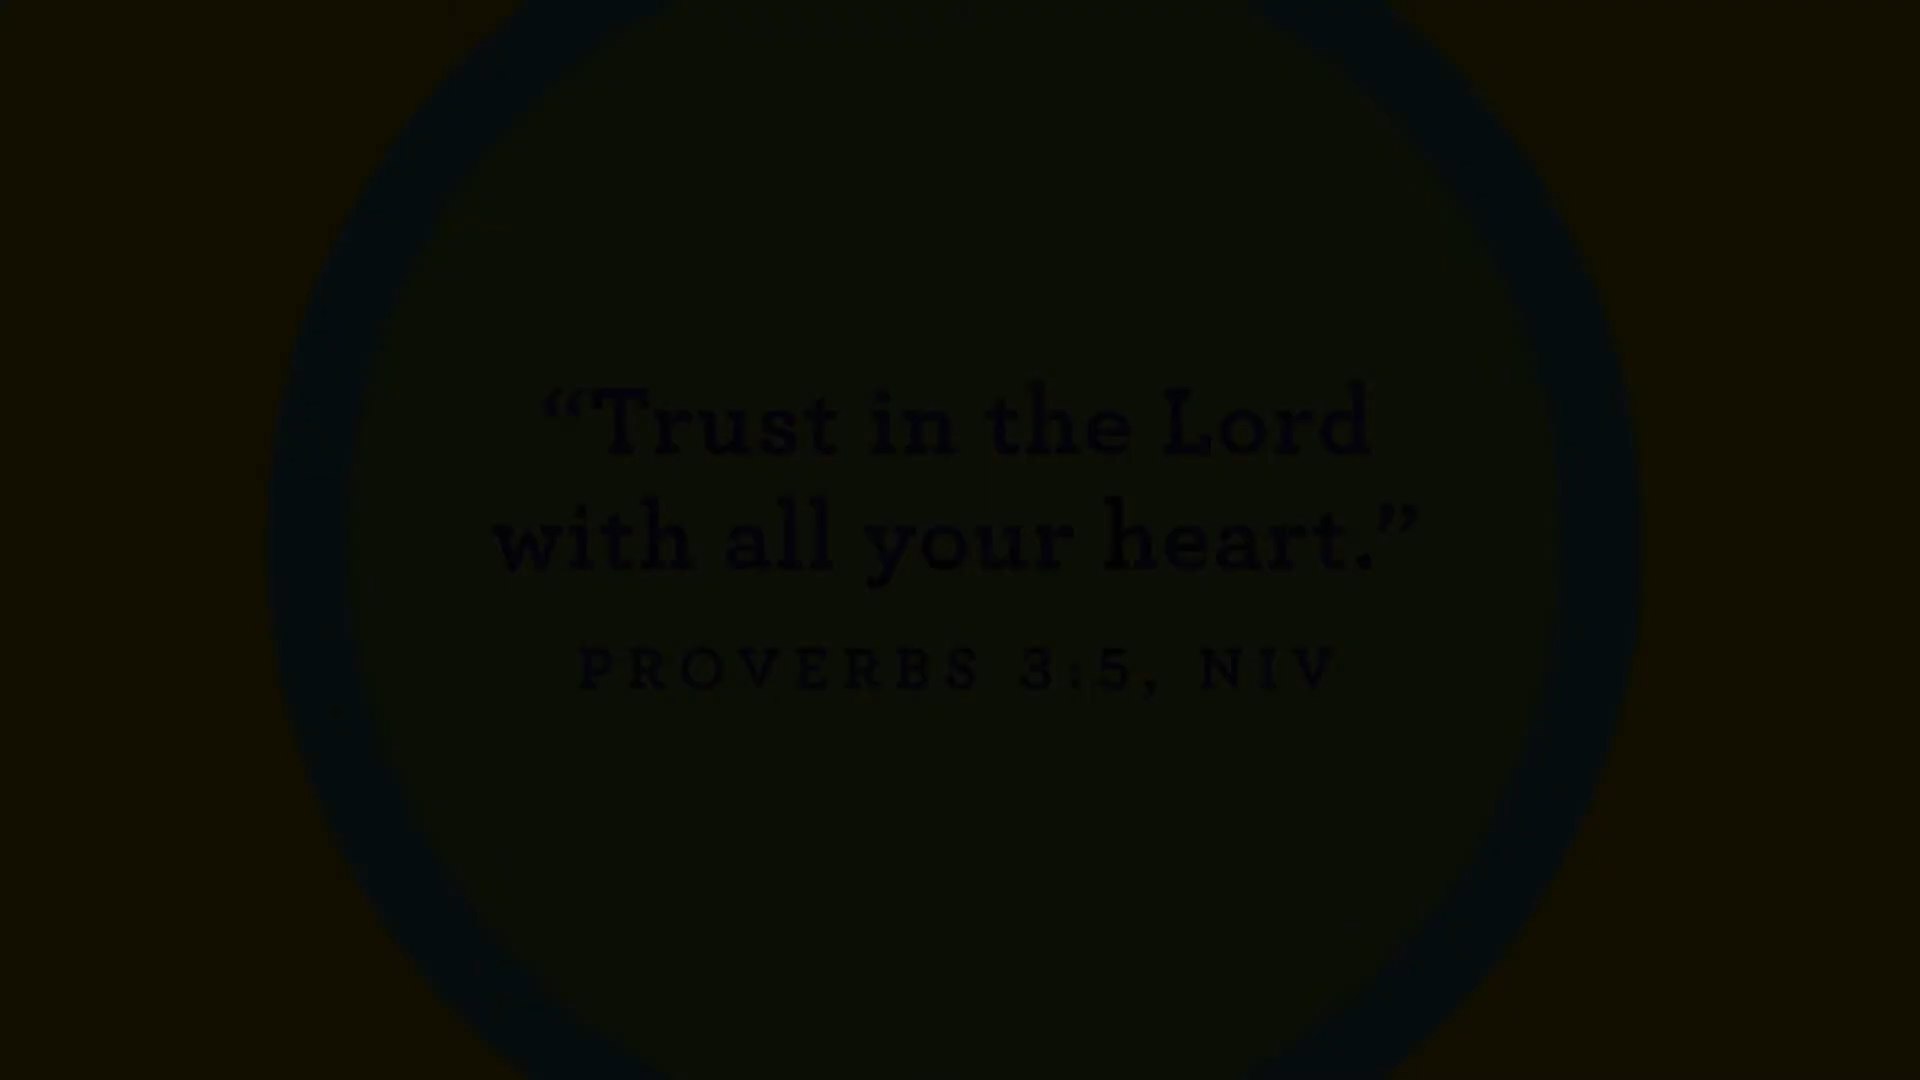 “Trust in the Lord
with all your heart.”
PROVERBS 3:5, NIV